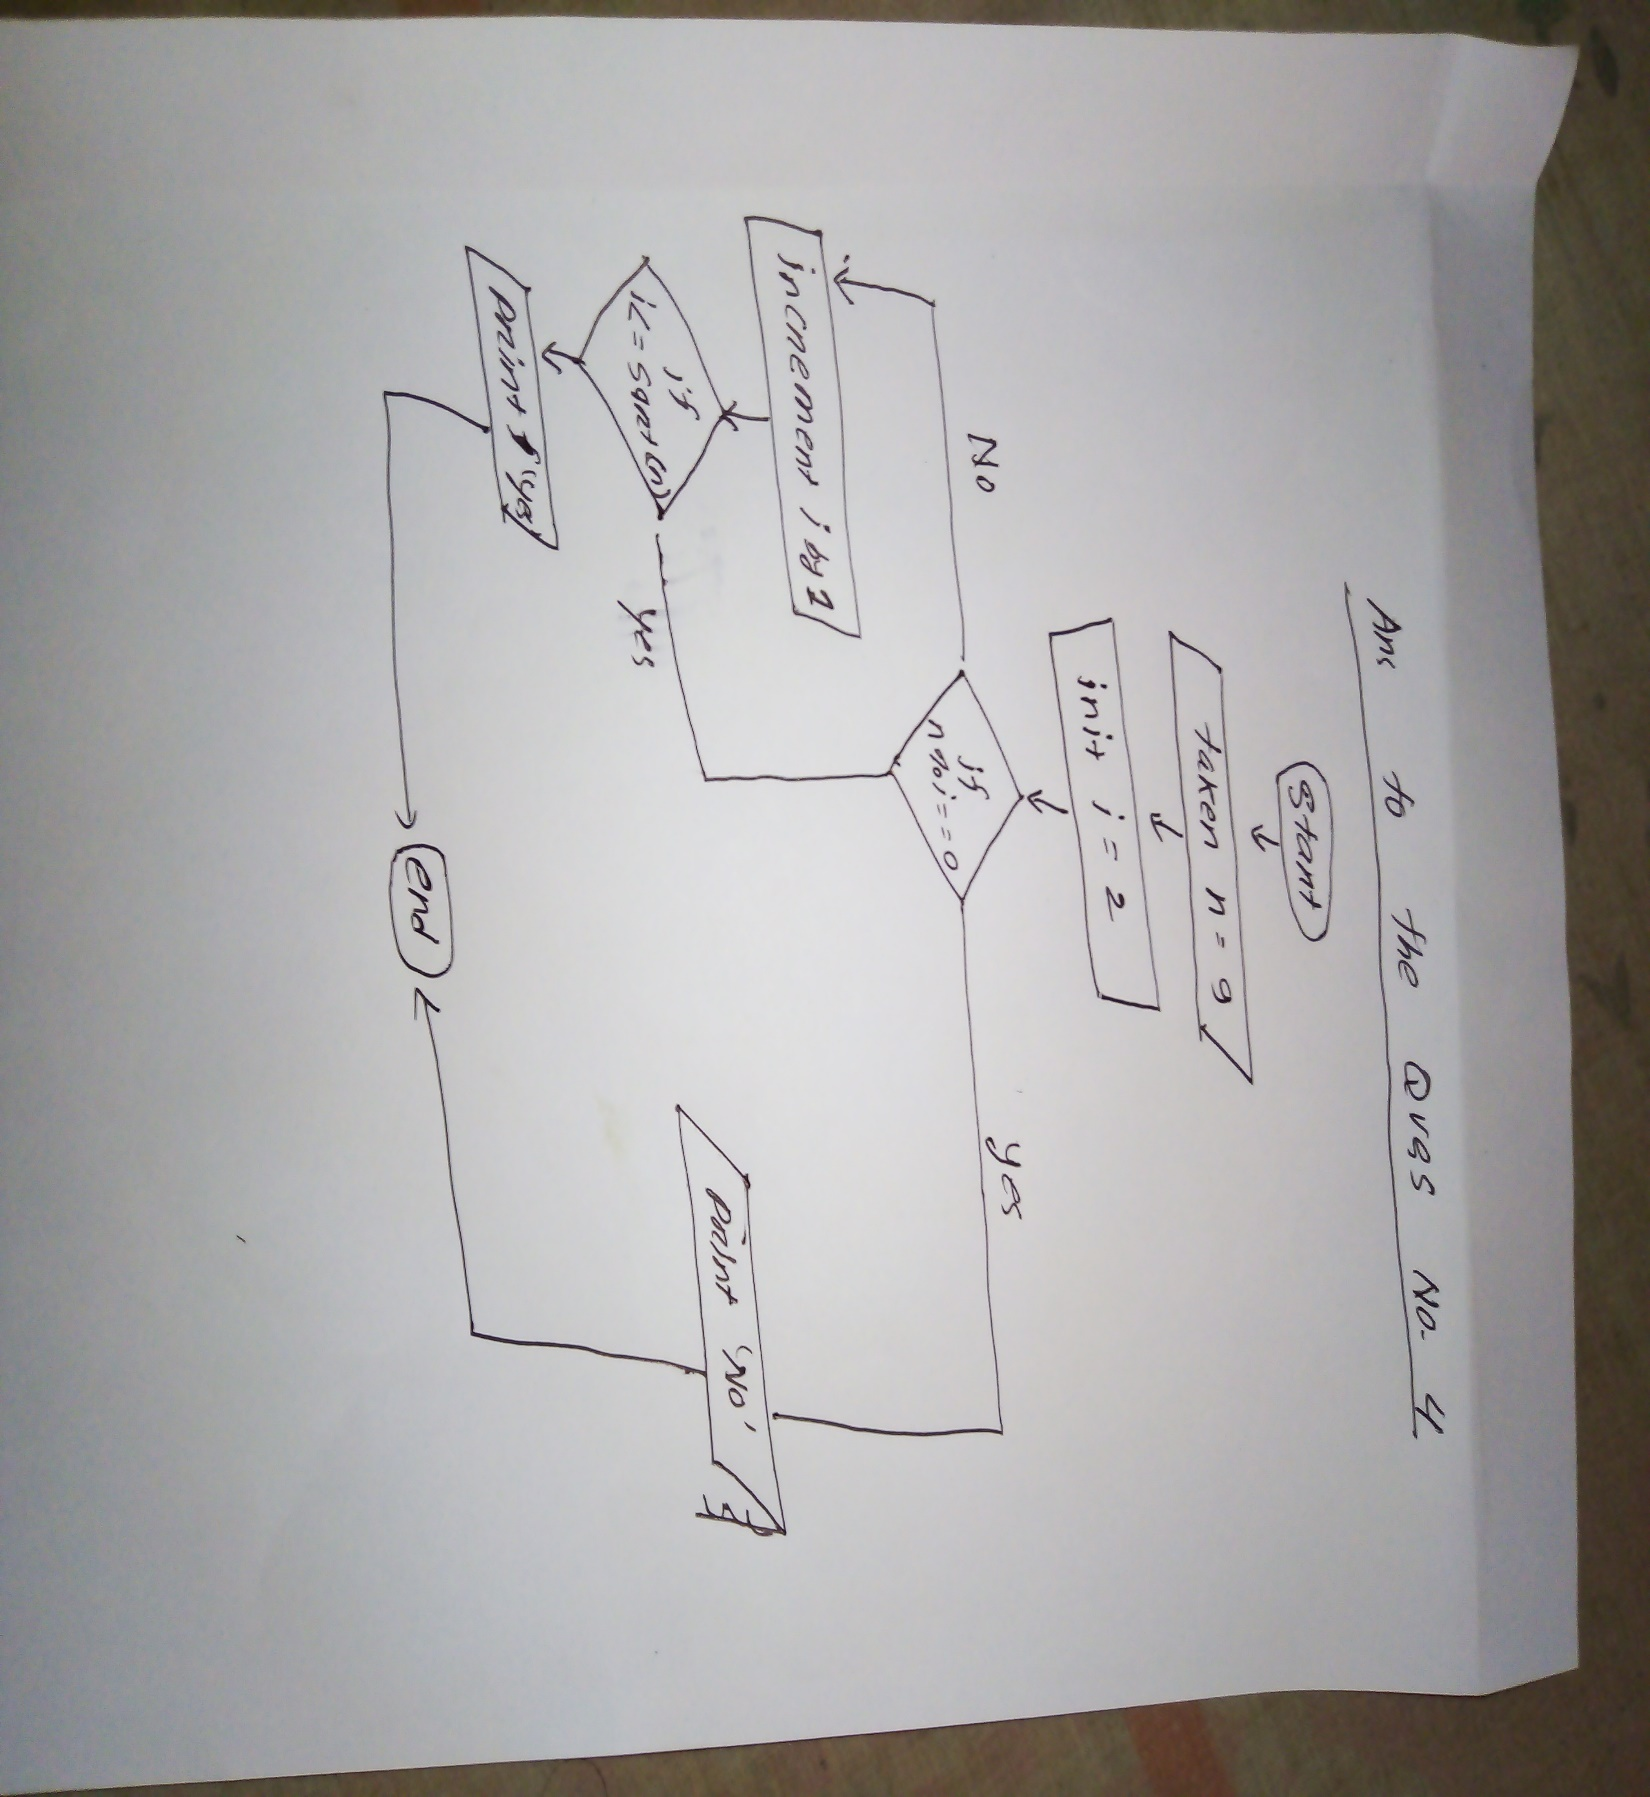 Ans to the Ques No. 4
Start
taken n = 9
init i = 2
if
n % i == 0
No
yes
increment i by 1
if
i <= sqrt(n)
yes
print 'yes'
print 'No'
end